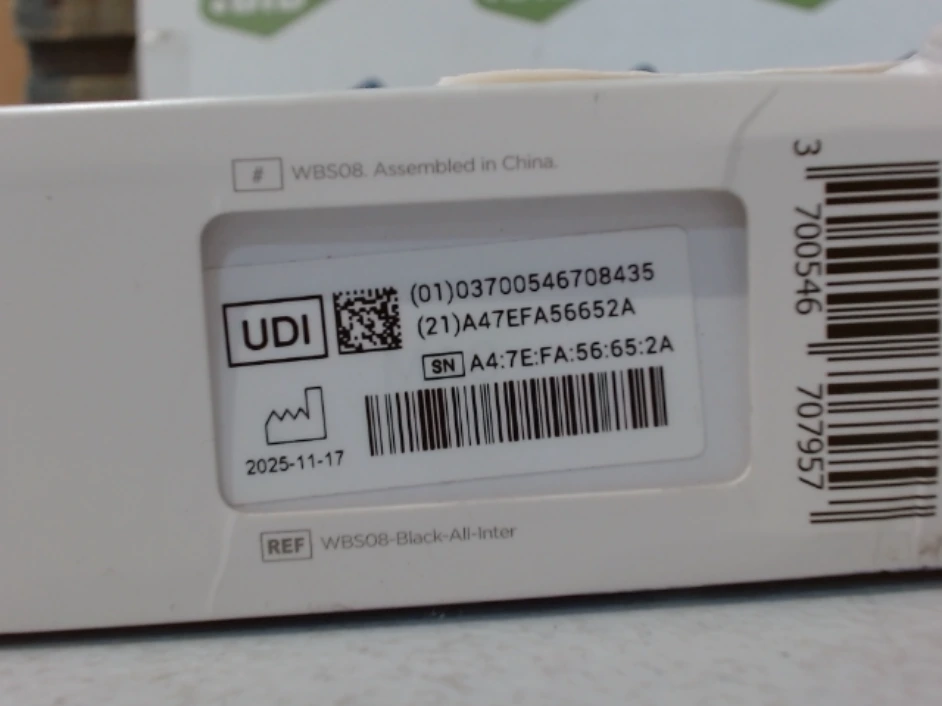 # WBS08. Assembled in China.
UDI
(01)03700546708435
(21)A47EFA56652A
SN A4:7E:FA:56:65:2A
2025-11-17
REF WBS08-Black-All-Inter
3 700546 707957